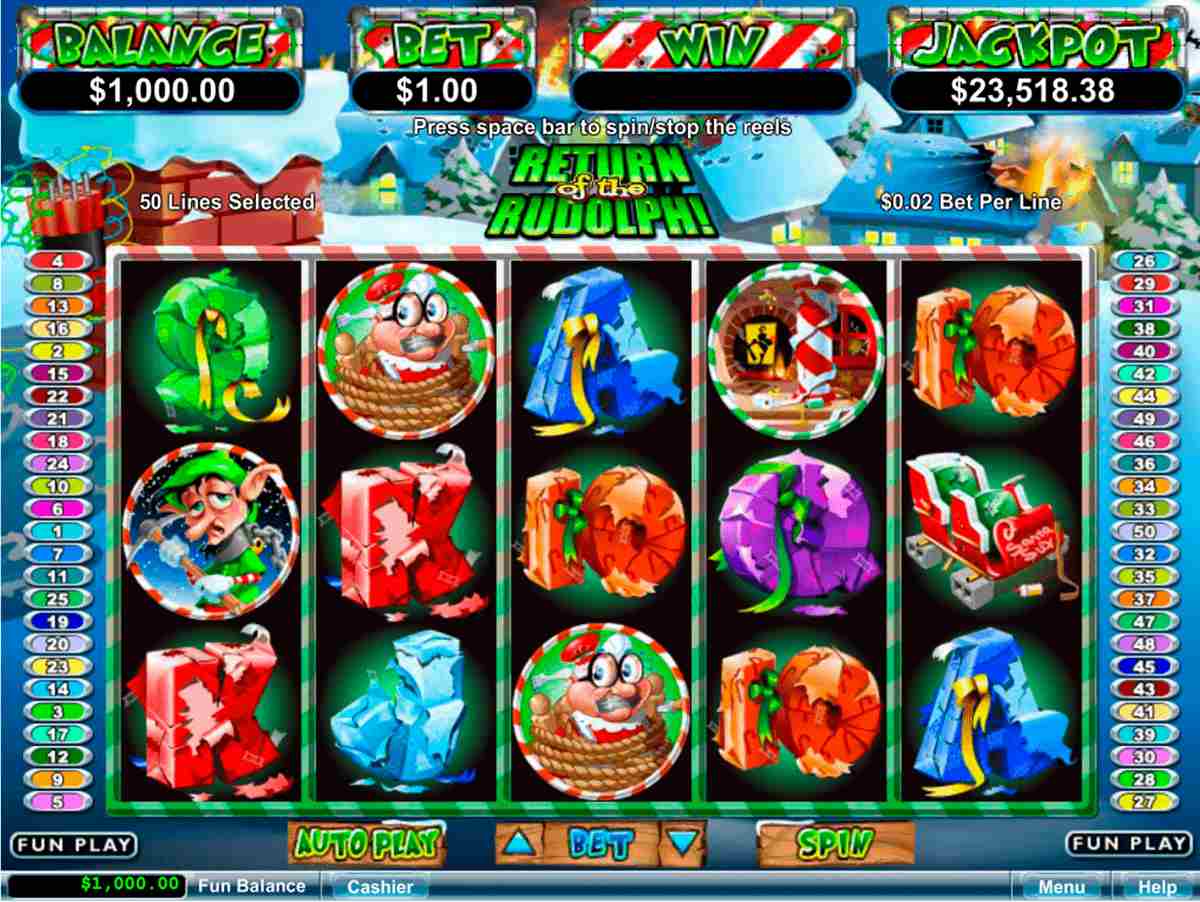 BALANCE BET WIN JACKPOT
$1,000.00 $1.00 $23,518.38
Press space bar to spin/stop the reels
RETURN
of the
RUDOLPH!
50 Lines Selected
$0.02 Bet Per Line
4 26
8 29
13 31
16 38
2 40
15 42
22 44
21 49
18 46
24 36
10 34
6 33
1 50
7 32
11 35
25 37
19 47
20 48
23 45
14 43
3 41
17 39
12 30
9 28
5 27
9 A 10
K 10 Q Santa
K J 10 A
FUN PLAY AUTO PLAY BET SPIN FUN PLAY
$1,000.00 Fun Balance Cashier Menu Help